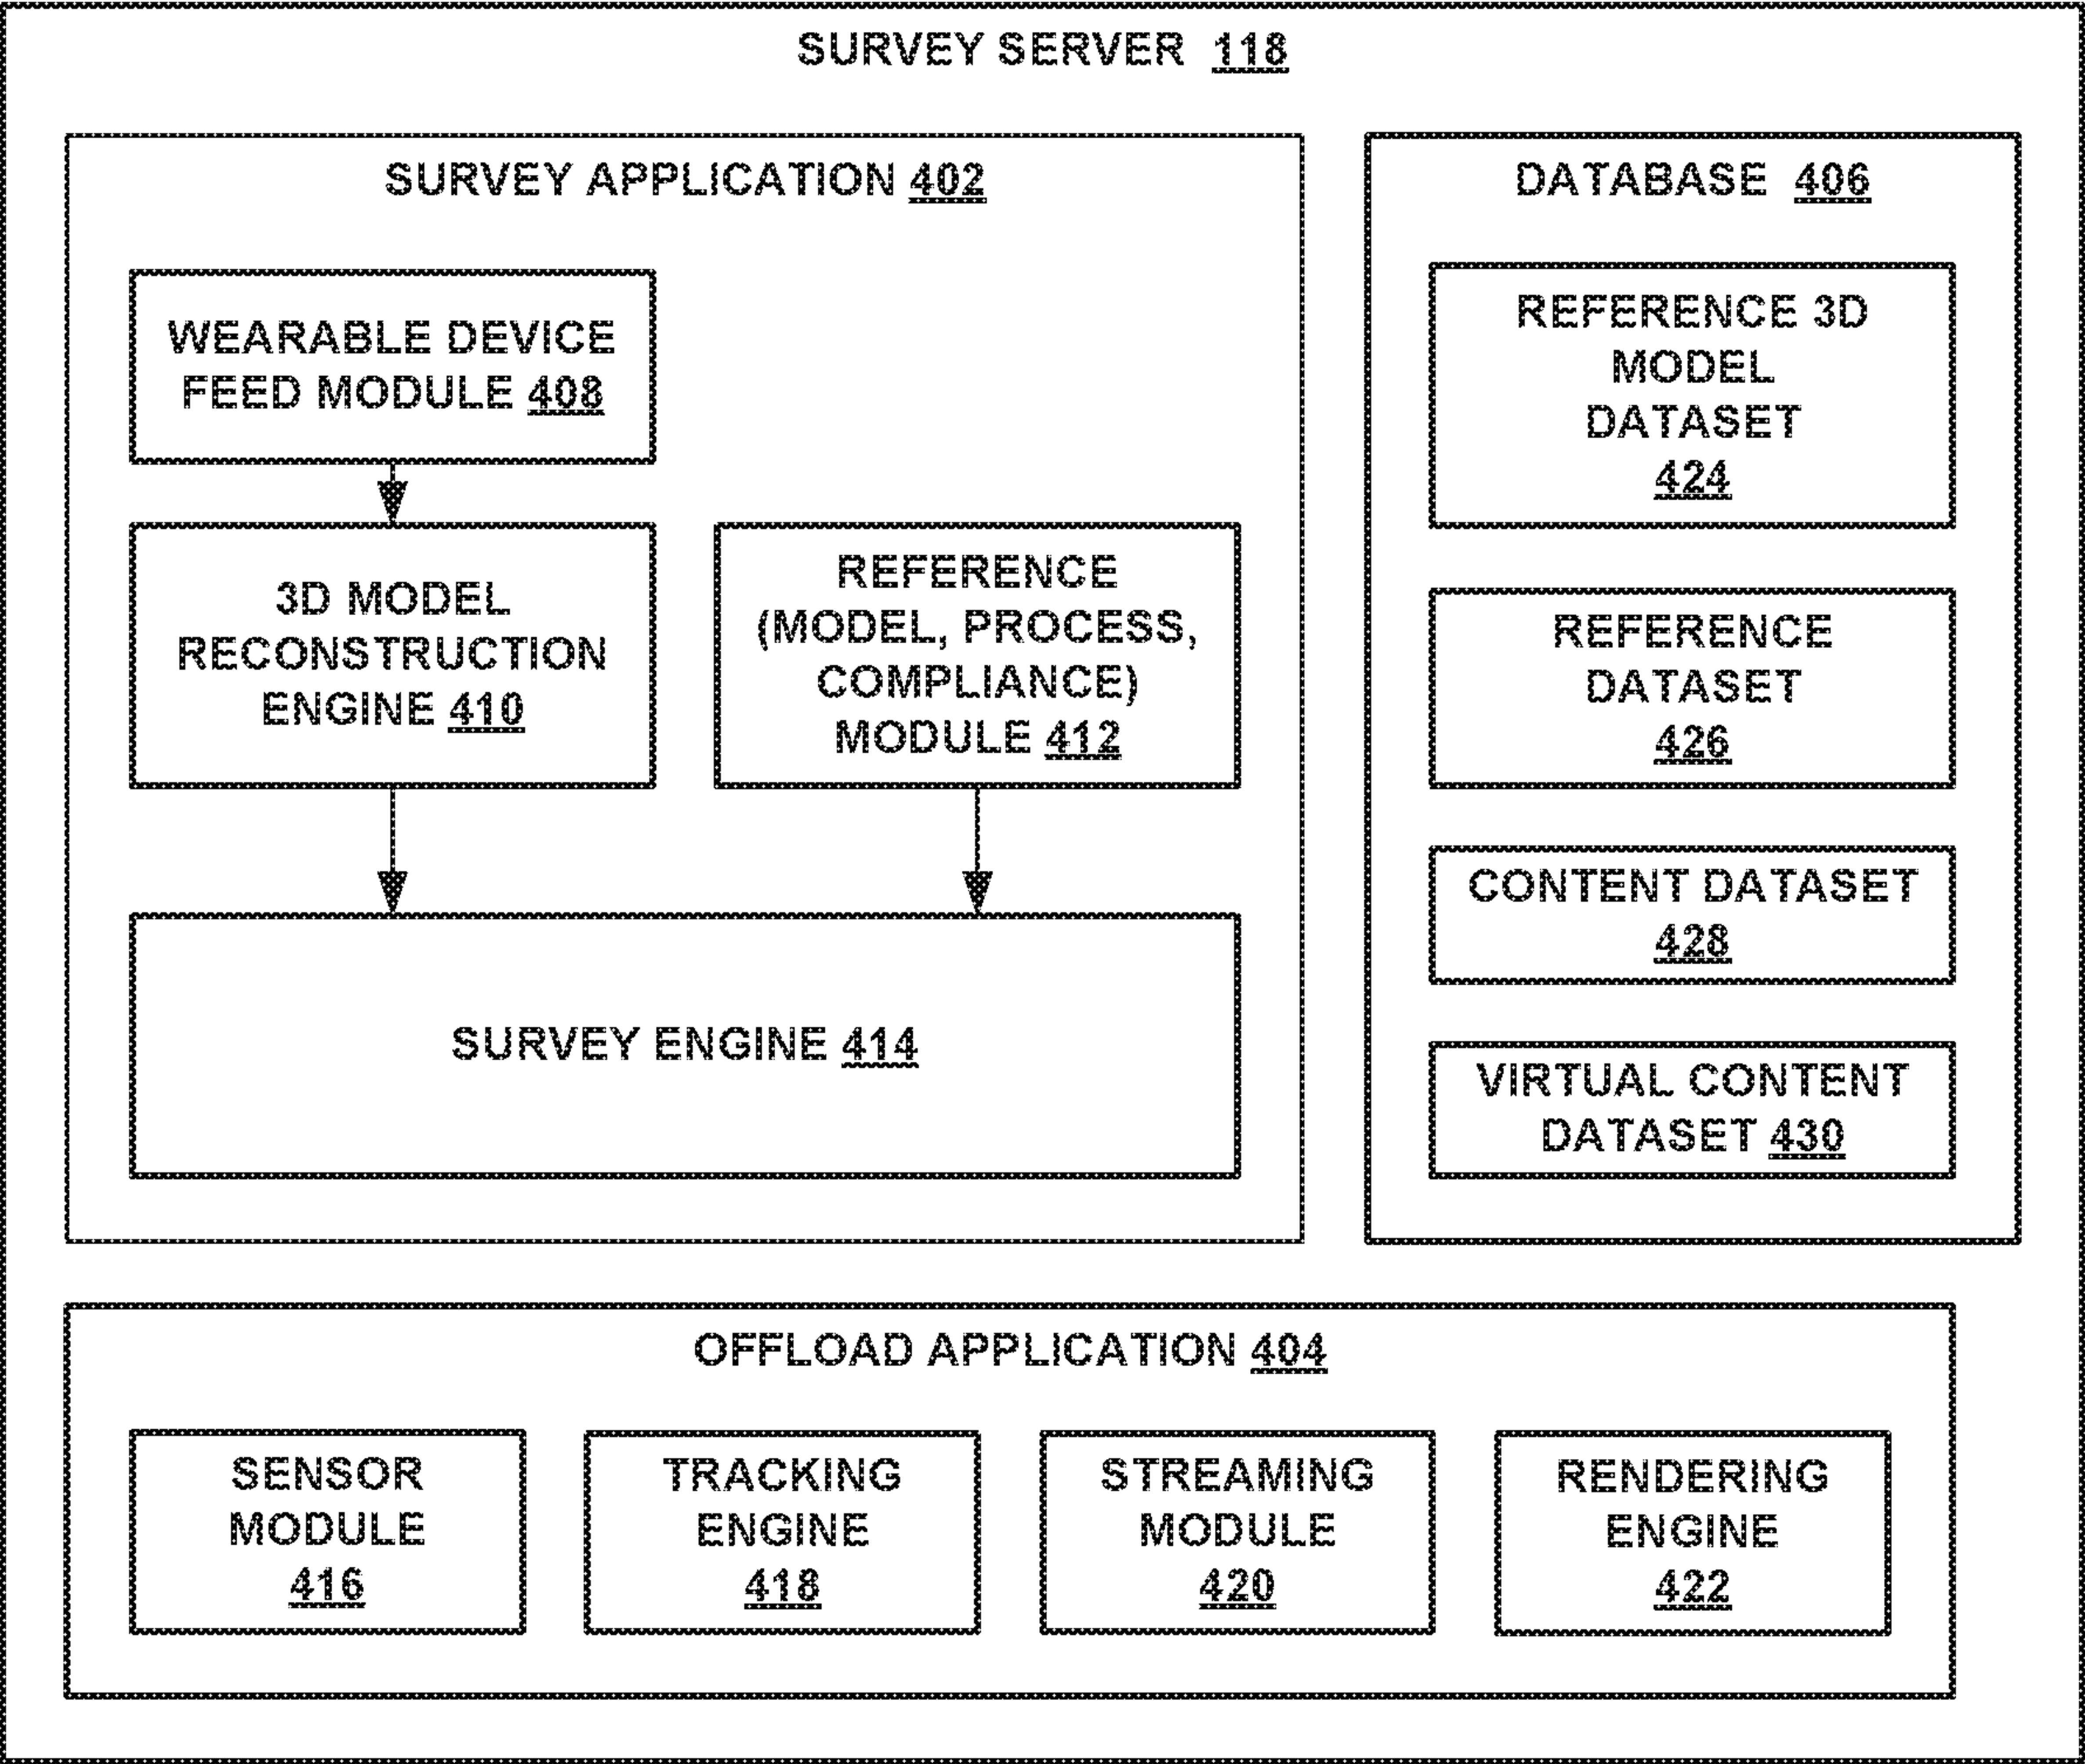 SURVEY SERVER 118
SURVEY APPLICATION 402
WEARABLE DEVICE
FEED MODULE 408
3D MODEL
RECONSTRUCTION
ENGINE 410
REFERENCE
(MODEL, PROCESS,
COMPLIANCE)
MODULE 412
SURVEY ENGINE 414
DATABASE 406
REFERENCE 3D
MODEL
DATASET
424
REFERENCE
DATASET
426
CONTENT DATASET
428
VIRTUAL CONTENT
DATASET 430
OFFLOAD APPLICATION 404
SENSOR
MODULE
416
TRACKING
ENGINE
418
STREAMING
MODULE
420
RENDERING
ENGINE
422